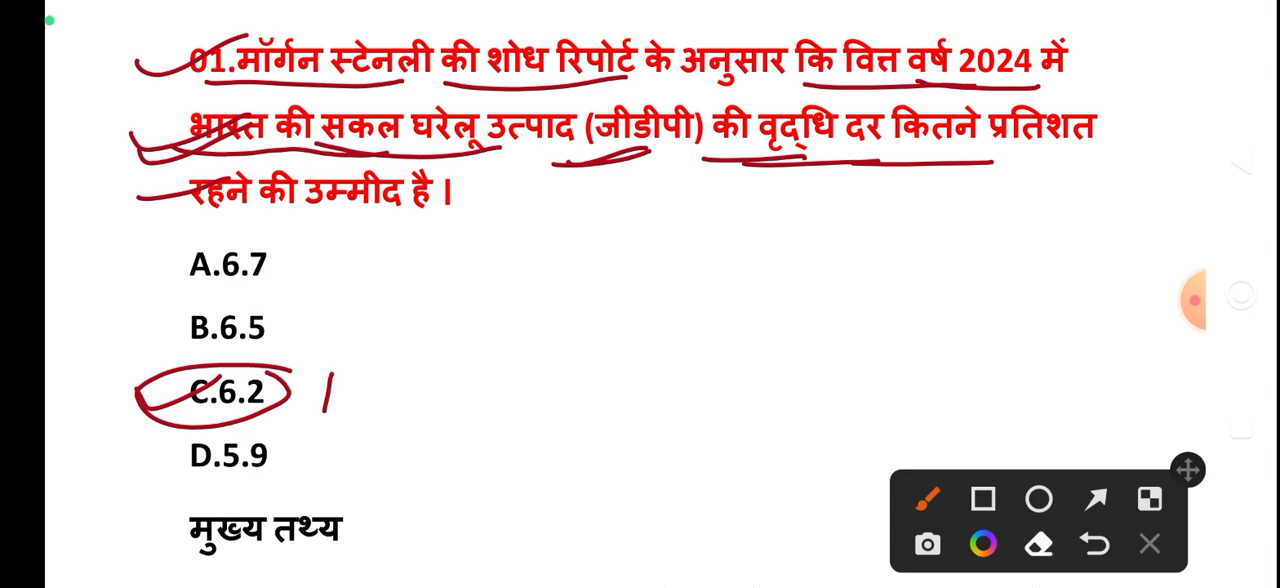 01.मॉर्गन स्टेनली की शोध रिपोर्ट के अनुसार कि वित्त वर्ष 2024 में
भारत की सकल घरेलू उत्पाद (जीडीपी) की वृद्धि दर कितने प्रतिशत
रहने की उम्मीद है ।
A.6.7
B.6.5
C.6.2
D.5.9
मुख्य तथ्य